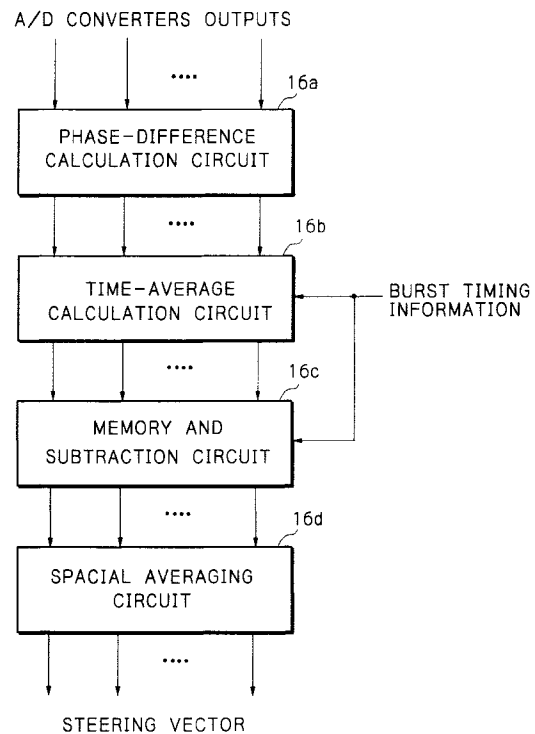 A/D CONVERTERS OUTPUTS
16a
PHASE-DIFFERENCE
CALCULATION CIRCUIT
16b
TIME-AVERAGE
CALCULATION CIRCUIT
BURST TIMING
INFORMATION
16c
MEMORY AND
SUBTRACTION CIRCUIT
16d
SPACIAL AVERAGING
CIRCUIT
STEERING VECTOR